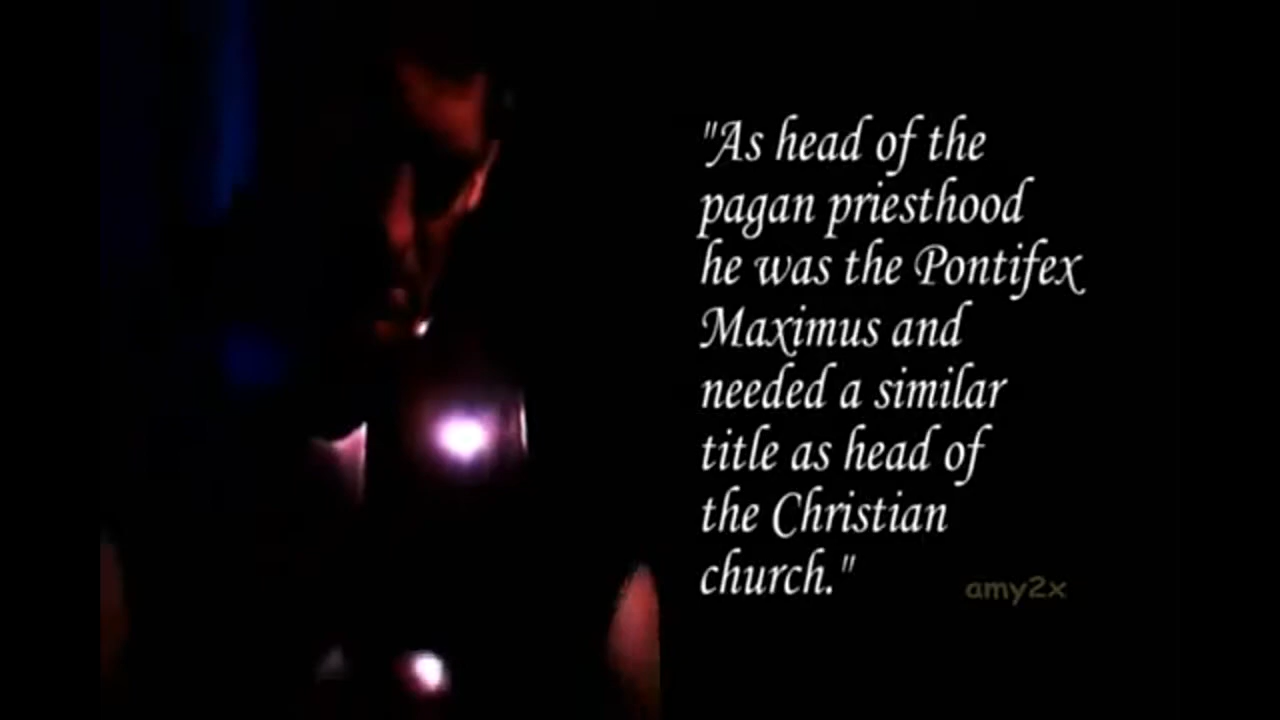 "As head of the
pagan priesthood
he was the Pontifex
Maximus and
needed a similar
title as head of
the Christian
church."
amy2x